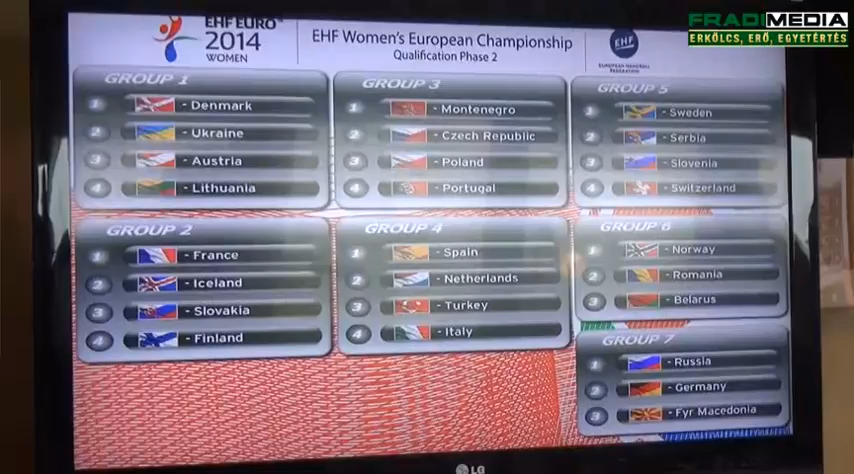 FRADIMEDIA
ERKÖLCS, ERŐ, EGYETÉRTÉS
EHF EURO
2014
WOMEN
EHF Women's European Championship
Qualification Phase 2
EHF
EUROPEAN HANDBALL
FEDERATION
GROUP 1
1 - Denmark
2 - Ukraine
3 - Austria
4 - Lithuania
GROUP 2
1 - France
2 - Iceland
3 - Slovakia
4 - Finland
GROUP 3
1 - Montenegro
2 - Czech Republic
3 - Poland
4 - Portugal
GROUP 4
1 - Spain
2 - Netherlands
3 - Turkey
4 - Italy
GROUP 5
1 - Sweden
2 - Serbia
3 - Slovenia
4 - Switzerland
GROUP 6
1 - Norway
2 - Romania
3 - Belarus
GROUP 7
1 - Russia
2 - Germany
3 - Fyr Macedonia
LG